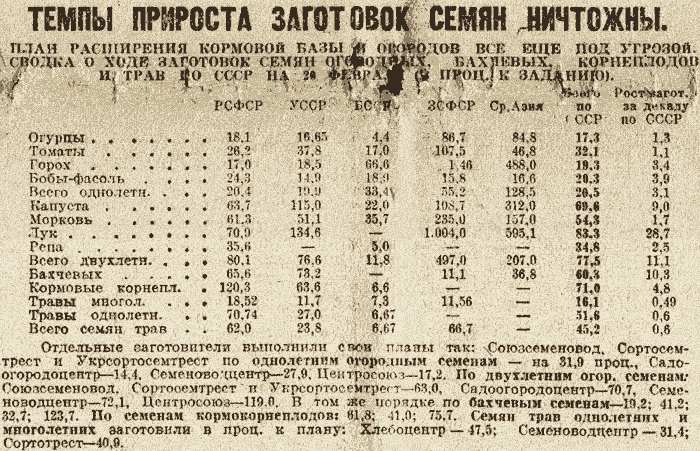 ТЕМПЫ ПРИРОСТА ЗАГОТОВОК СЕМЯН НИЧТОЖНЫ.
ПЛАН РАСШИРЕНИЯ КОРМОВОЙ БАЗЫ И ОГОРОДОВ ВСЕ ЕЩЕ ПОД УГРОЗОЙ.
СВОДКА О ХОДЕ ЗАГОТОВОК СЕМЯН ОГОРОДНЫХ, БАХЧЕВЫХ, КОРНЕПЛОДОВ
И ТРАВ ПО СССР НА 20 ФЕВРАЛЯ (В ПРОЦ. К ЗАДАНИЮ).
РСФСР УССР БССР ЗСФСР Ср.Азия Всего по СССР Рост загот. за декаду по СССР
Огурцы 18,1 16,65 4,4 86,7 84,8 17,3 1,3
Томаты 26,2 37,8 17,0 107,5 46,8 32,1 1,1
Горох 17,0 18,5 66,6 1,46 488,0 19,3 3,4
Бобы-фасоль 24,3 14,9 18,9 15,8 16,6 20,3 3,9
Всего однолетн. 20,4 19,9 33,4 55,2 128,5 20,5 3,1
Капуста 63,7 115,0 22,0 198,7 312,0 69,6 9,0
Морковь 61,3 51,1 35,7 235,0 157,0 54,3 1,7
Лук 70,9 134,6 — 1.004,0 595,1 83,3 28,7
Репа 35,6 — 5,0 — — 34,8 2,5
Всего двухлетн. 80,1 76,6 11,8 497,0 207,0 77,5 11,1
Бахчевых 65,6 73,2 — 11,1 36,8 60,3 10,3
Кормовые корнепл. 120,3 63,6 6,6 — — 71,0 4,8
Травы многол. 18,52 11,7 7,3 11,56 — 16,1 0,49
Травы однолетн. 70,74 27,0 6,67 — — 51,6 0,6
Всего семян трав 62,0 23,8 6,67 66,7 — 45,2 0,6
Отдельные заготовители выполнили свои планы так: Союзсеменовод, Сортосем-
трест и Укрсортосемтрест по однолетним огородным семенам — на 31,9 проц., Садо-
огородоцентр—14,4, Семеноводцентр—27,9, Центросоюз—17,2. По двухлетним огор. семенам:
Союзсеменовод, Сортосемтрест и Укрсортосемтрест—63,0, Садоогородоцентр—70,7, Семе-
новодцентр—72,1, Центросоюз—119,0. В том же порядке по бахчевым семенам—19,2; 41,2;
32,7; 123,7. По семенам кормокорнеплодов: 61,8; 41,0; 75,7. Семян трав однолетних и
многолетних заготовили в проц. к плану: Хлебоцентр — 47,5; Семеноводцентр — 31,4;
Сортотрест—40,9.